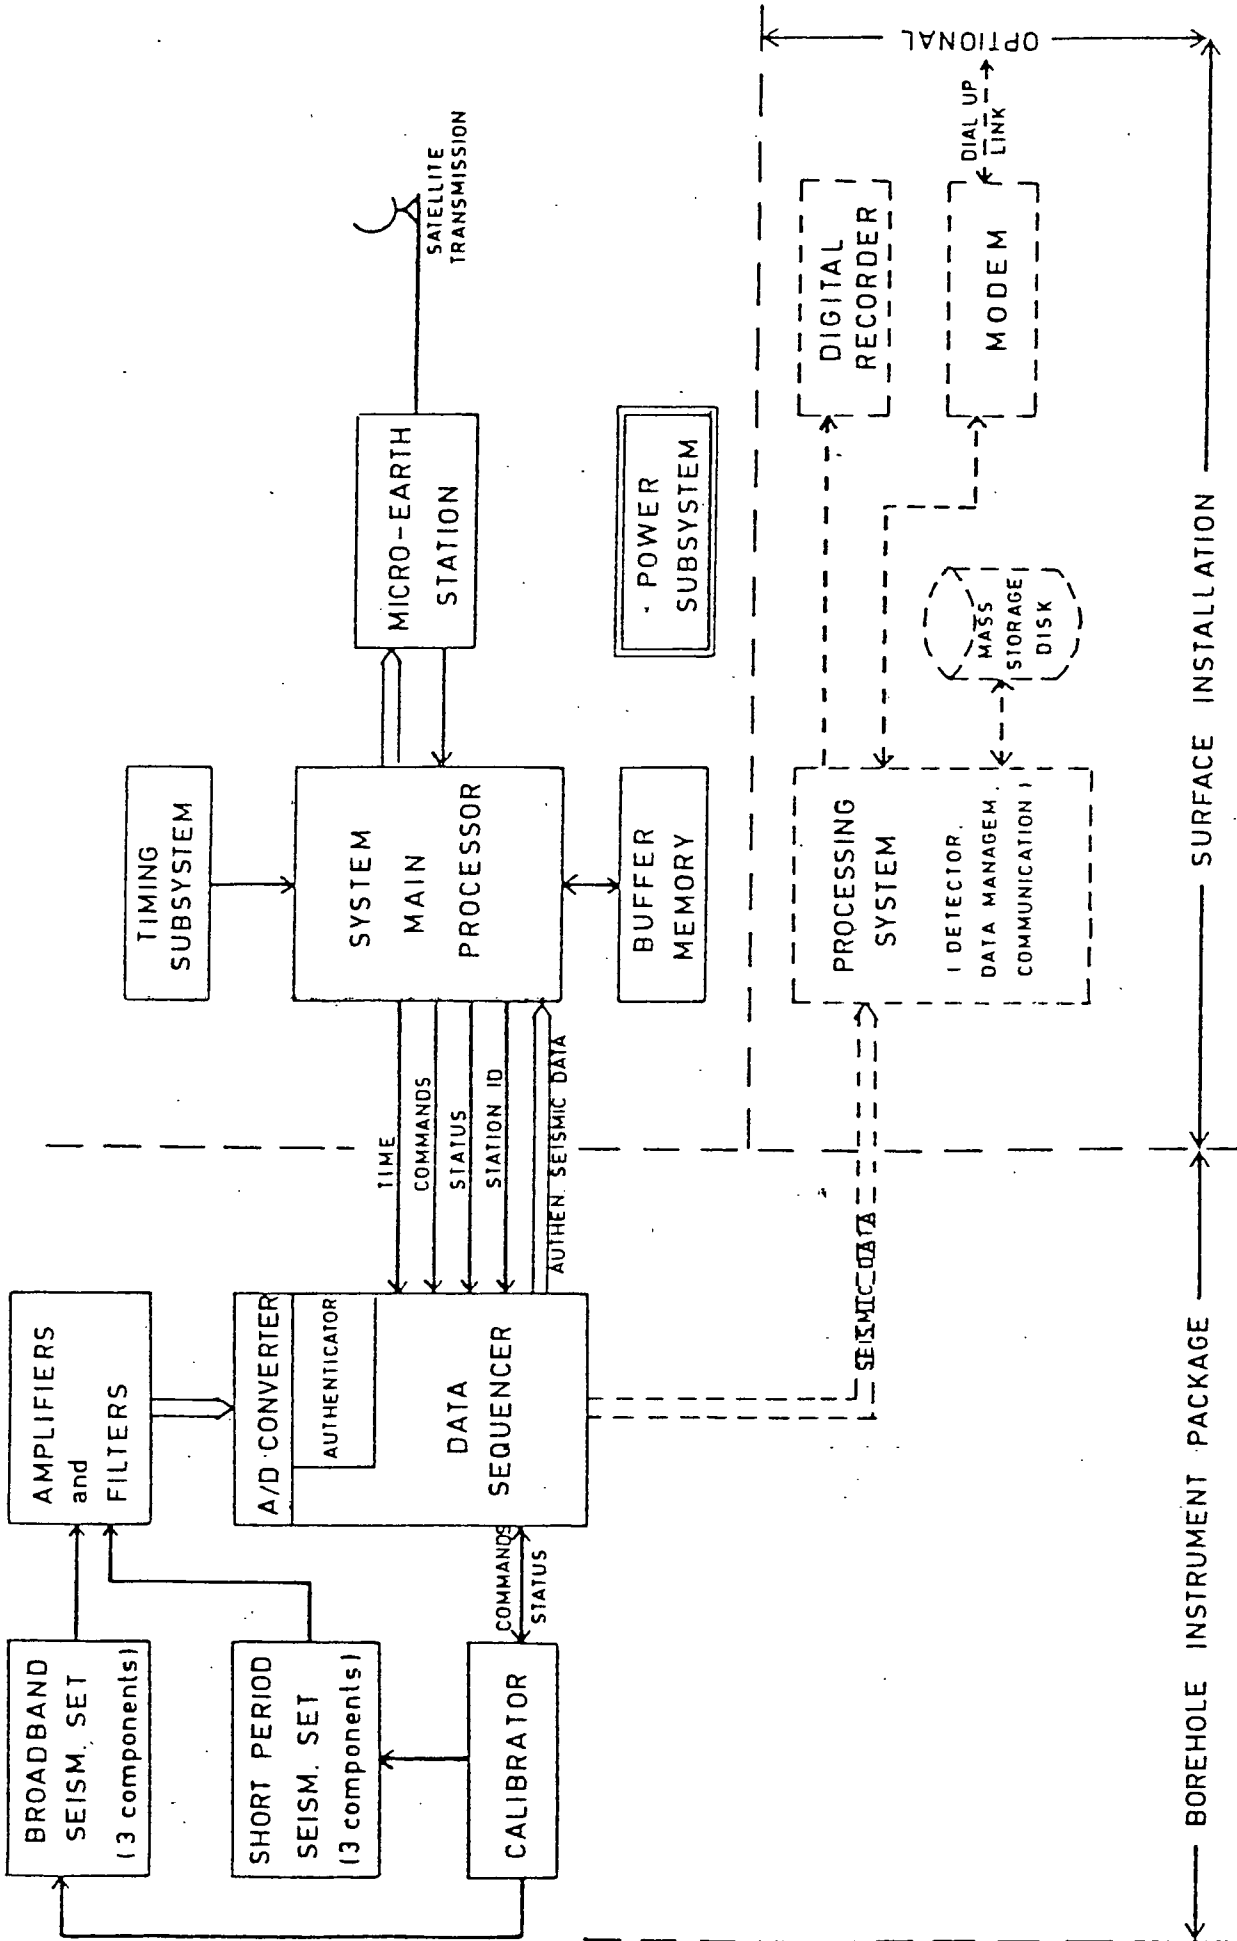 BROADBAND
SEISM. SET
(3 components)
AMPLIFIERS
and
FILTERS
SHORT PERIOD
SEISM. SET
(3 components)
CALIBRATOR
COMMANDS
STATUS
A/D CONVERTER
AUTHENTICATOR
DATA
SEQUENCER
TIME
COMMANDS
STATUS
STATION ID
AUTHEN. SEISMIC DATA
SEISMIC DATA
TIMING
SUBSYSTEM
SYSTEM
MAIN
PROCESSOR
BUFFER
MEMORY
MICRO-EARTH
STATION
SATELLITE
TRANSMISSION
POWER
SUBSYSTEM
PROCESSING
SYSTEM
( DETECTOR.
DATA MANAGEM.
COMMUNICATION )
MASS
STORAGE
DISK
DIGITAL
RECORDER
MODEM
DIAL UP
LINK
OPTIONAL
BOREHOLE INSTRUMENT PACKAGE
SURFACE INSTALLATION